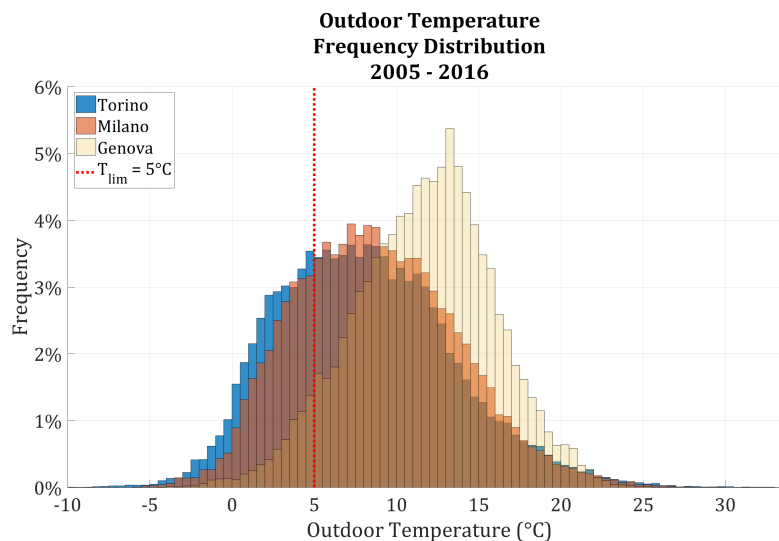 Outdoor Temperature
Frequency Distribution
2005 - 2016
6%
5%
4%
3%
2%
1%
0%
Frequency
Torino
Milano
Genova
Tlim = 5°C
-10 -5 0 5 10 15 20 25 30
Outdoor Temperature (°C)